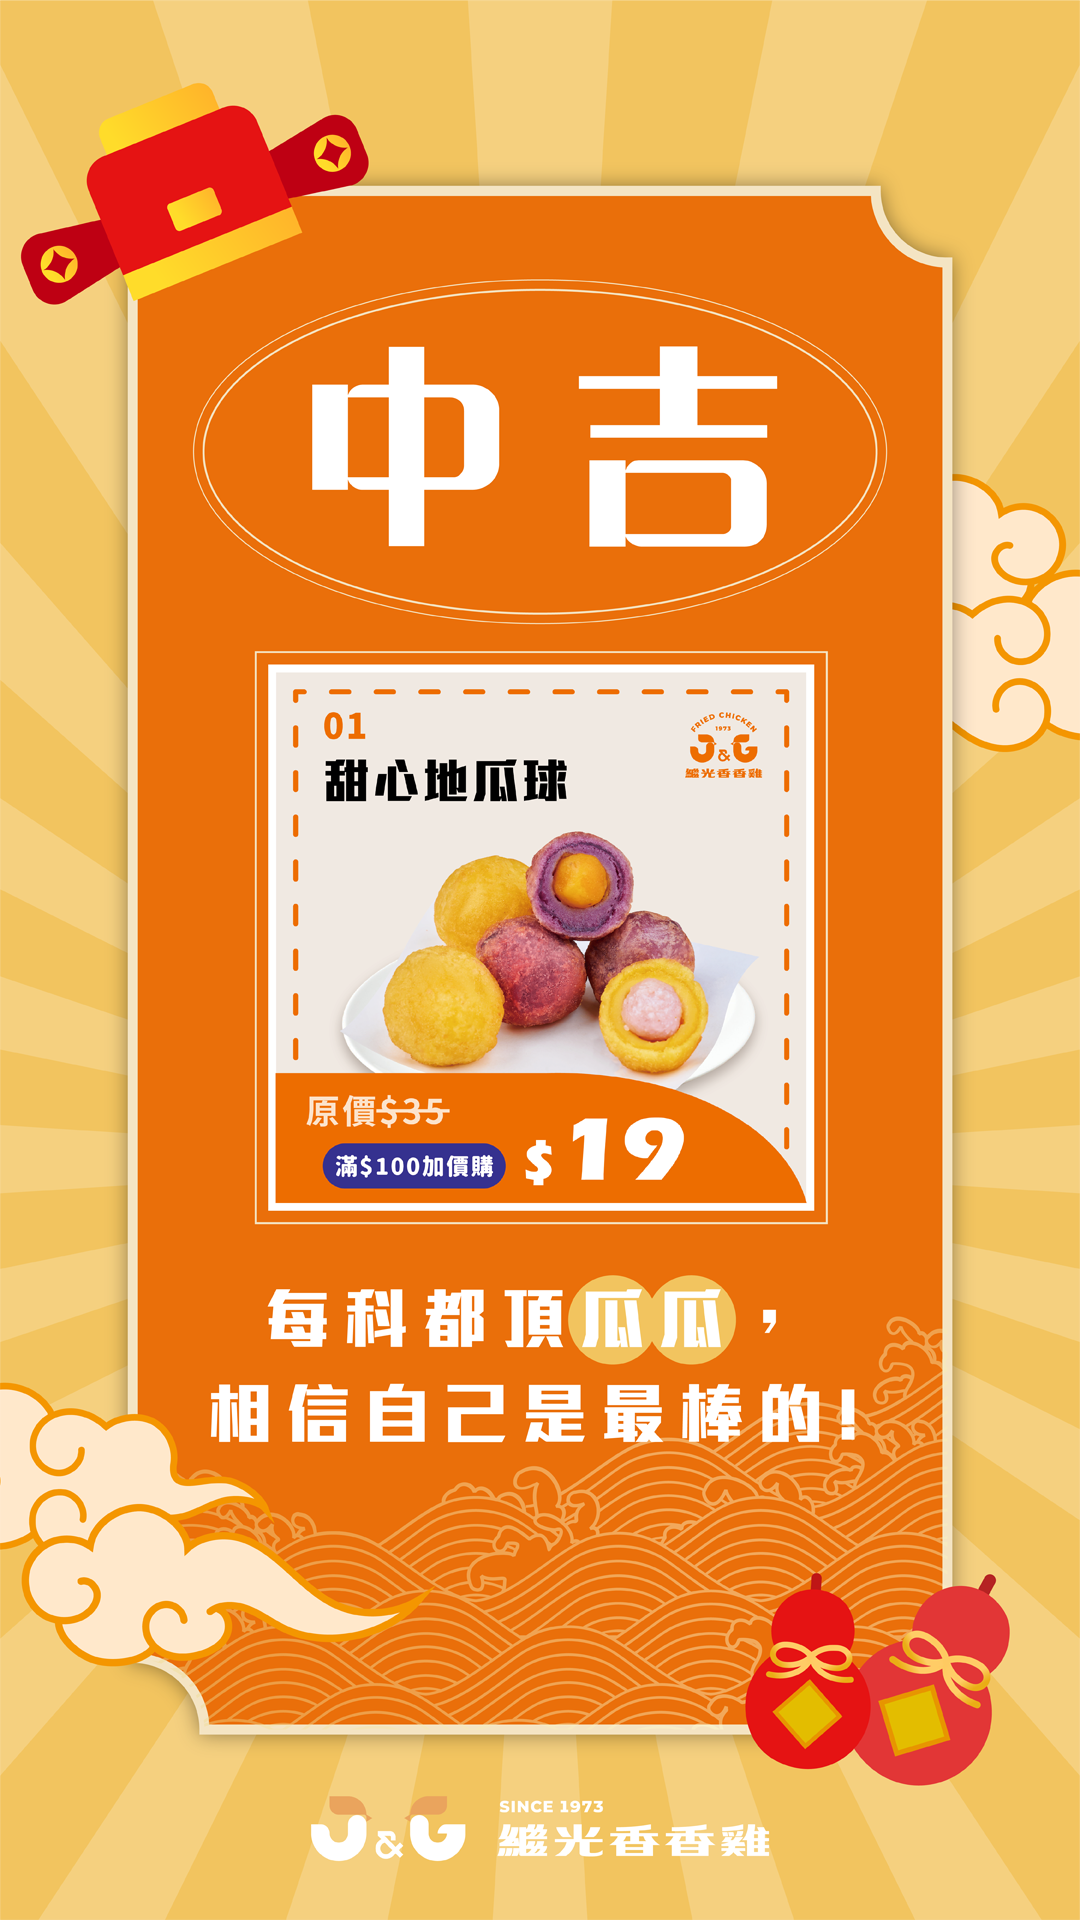 中吉
01
甜心地瓜球
FRIED CHICKEN
1973
J&G
繼光香香雞
原價$35
滿$100加價購
$19
每科都頂瓜瓜，
相信自己是最棒的!
J&G
SINCE 1973
繼光香香雞